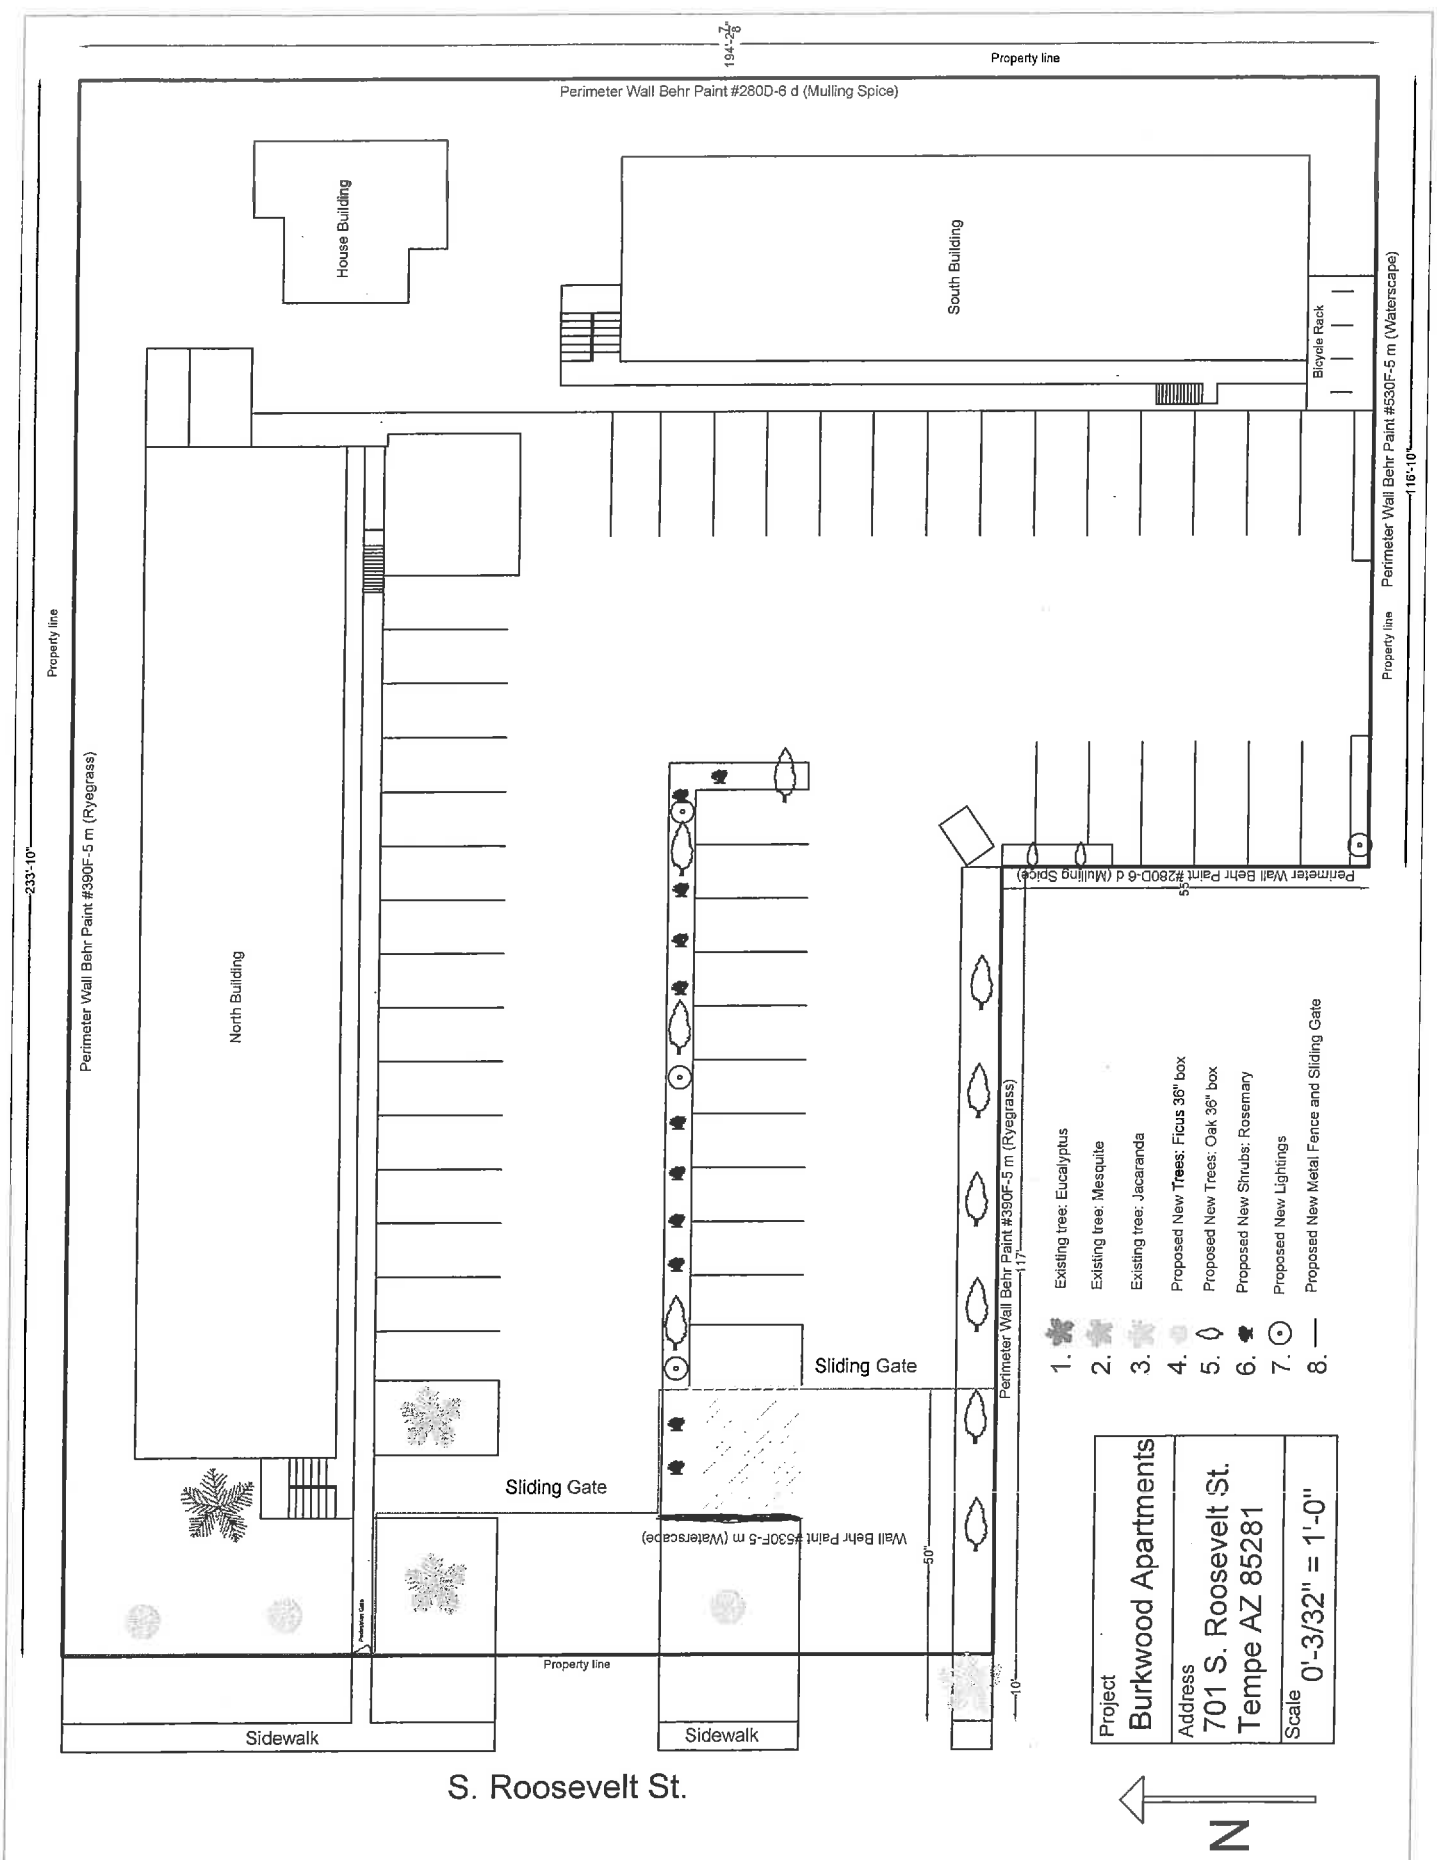 194'-2 7/8"
Property line
Perimeter Wall Behr Paint #280D-6 d (Mulling Spice)
House Building
South Building
Bicycle Rack
Perimeter Wall Behr Paint #530F-5 m (Waterscape)
116'-10"
Property line
Property line
233'-10"
Perimeter Wall Behr Paint #390F-5 m (Ryegrass)
North Building
Perimeter Wall Behr Paint #280D-6 d (Mulling Spice)
55'
Perimeter Wall Behr Paint #390F-5 m (Ryegrass)
117'
Sliding Gate
Sliding Gate
Wall Behr Paint #530F-5 m (Waterscape)
50"
10'
Pedestrian Gate
Property line
Sidewalk
Sidewalk
S. Roosevelt St.
1. Existing tree: Eucalyptus
2. Existing tree: Mesquite
3. Existing tree: Jacaranda
4. Proposed New Trees: Ficus 36" box
5. Proposed New Trees: Oak 36" box
6. Proposed New Shrubs: Rosemary
7. Proposed New Lightings
8. Proposed New Metal Fence and Sliding Gate
Project
Burkwood Apartments
Address
701 S. Roosevelt St.
Tempe AZ 85281
Scale
0'-3/32" = 1'-0"
N